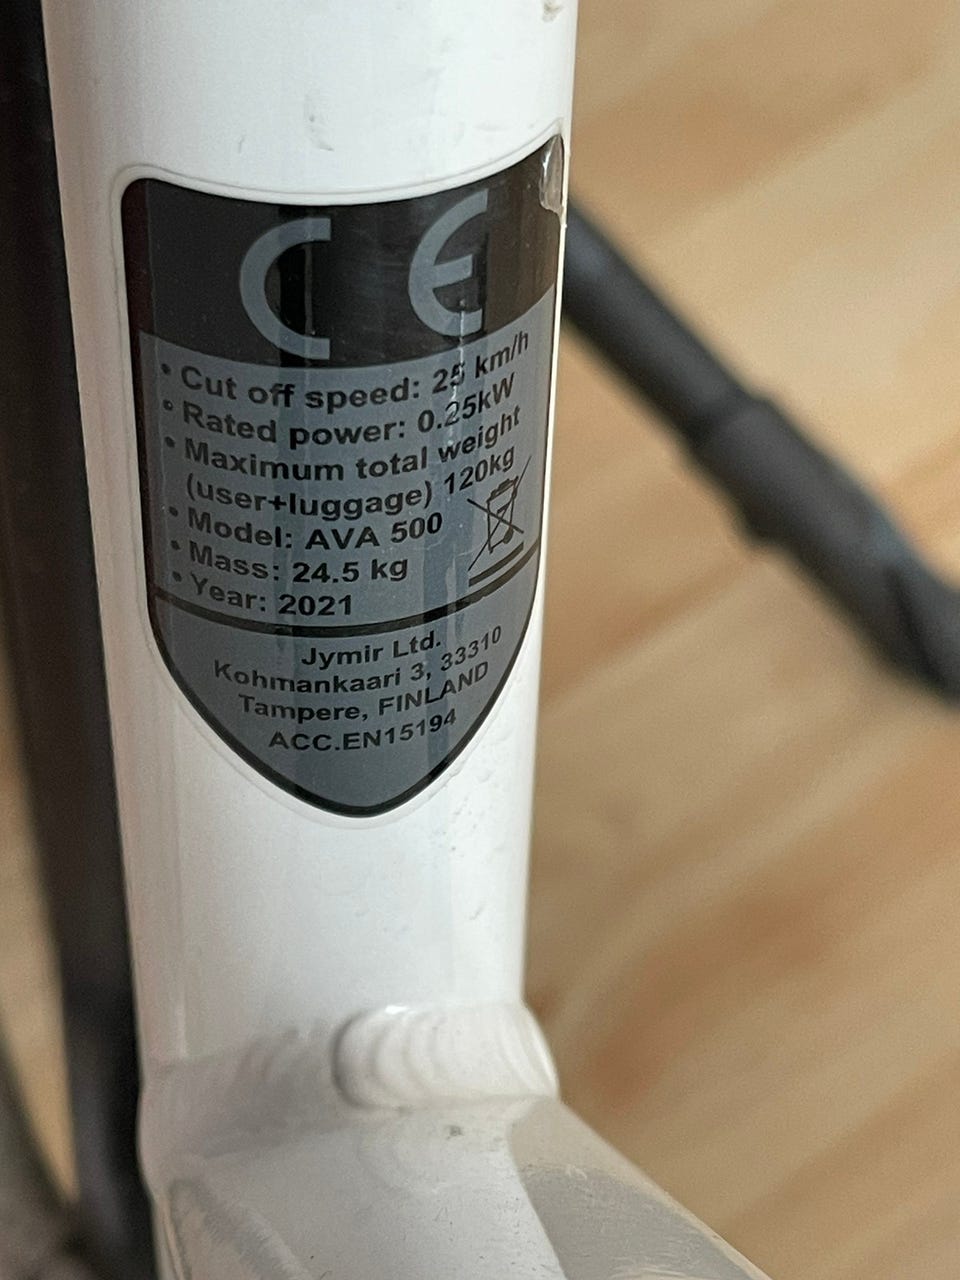 CE
• Cut off speed: 25 km/h
• Rated power: 0.25kW
• Maximum total weight
(user+luggage) 120kg
• Model: AVA 500
• Mass: 24.5 kg
• Year: 2021
Jymir Ltd.
Kohmankaari 3, 33310
Tampere, FINLAND
ACC.EN15194